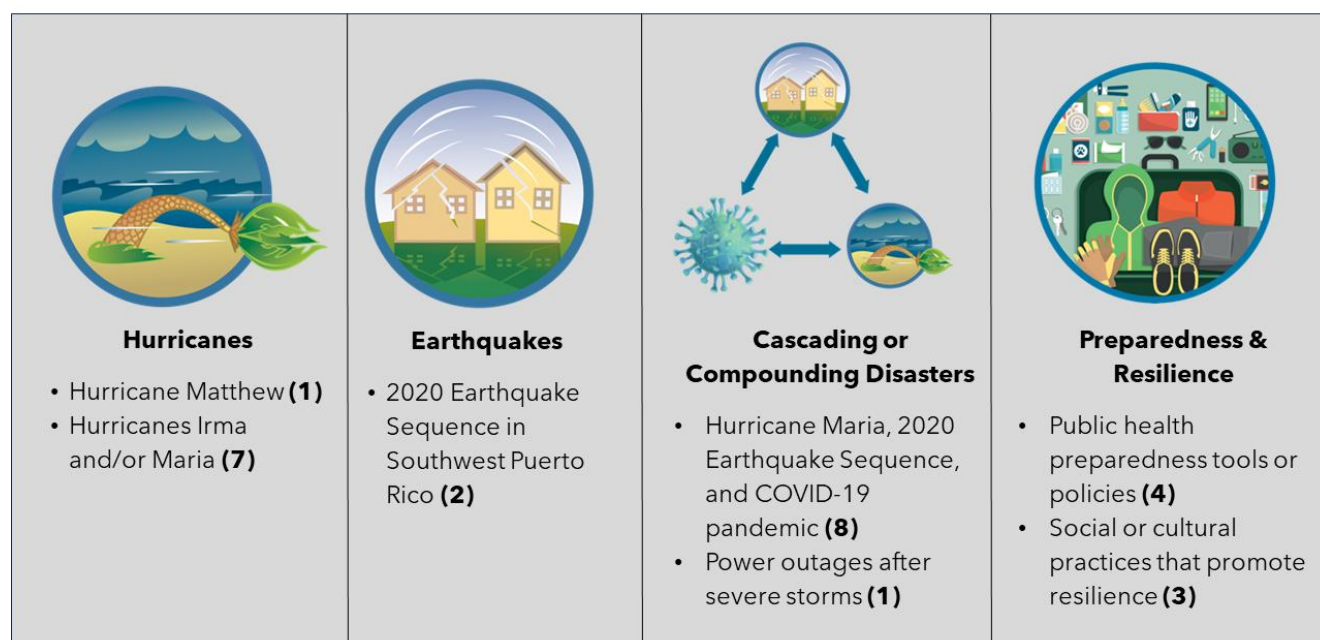 Hurricanes
• Hurricane Matthew (1)
• Hurricanes Irma
and/or Maria (7)
Earthquakes
• 2020 Earthquake
Sequence in
Southwest Puerto
Rico (2)
Cascading or
Compounding Disasters
• Hurricane Maria, 2020
Earthquake Sequence,
and COVID-19
pandemic (8)
• Power outages after
severe storms (1)
Preparedness &
Resilience
• Public health
preparedness tools or
policies (4)
• Social or cultural
practices that promote
resilience (3)